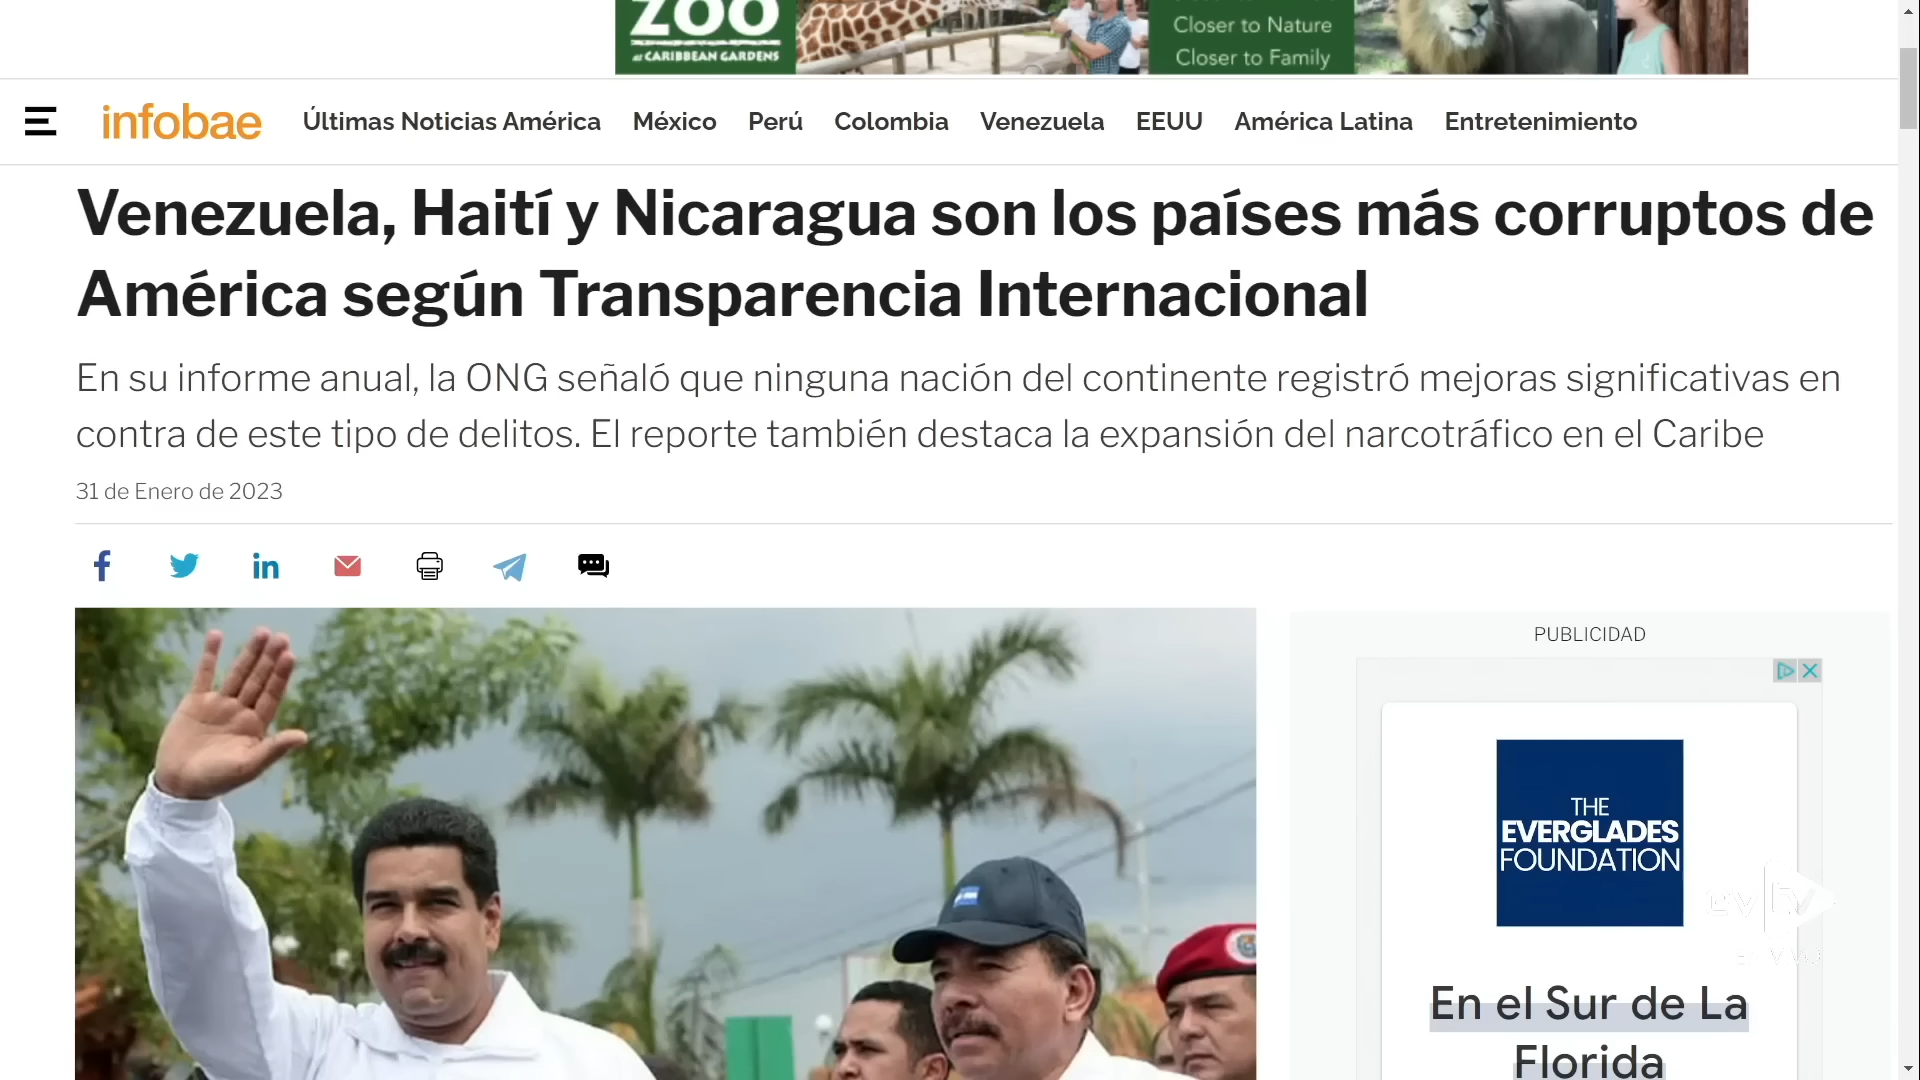 ZOO
at CARIBBEAN GARDENS
Closer to Nature
Closer to Family
infobae
Últimas Noticias América
México
Perú
Colombia
Venezuela
EEUU
América Latina
Entretenimiento
Venezuela, Haití y Nicaragua son los países más corruptos de
América según Transparencia Internacional
En su informe anual, la ONG señaló que ninguna nación del continente registró mejoras significativas en
contra de este tipo de delitos. El reporte también destaca la expansión del narcotráfico en el Caribe
31 de Enero de 2023
PUBLICIDAD
THE
EVERGLADES
FOUNDATION
En el Sur de La
Florida